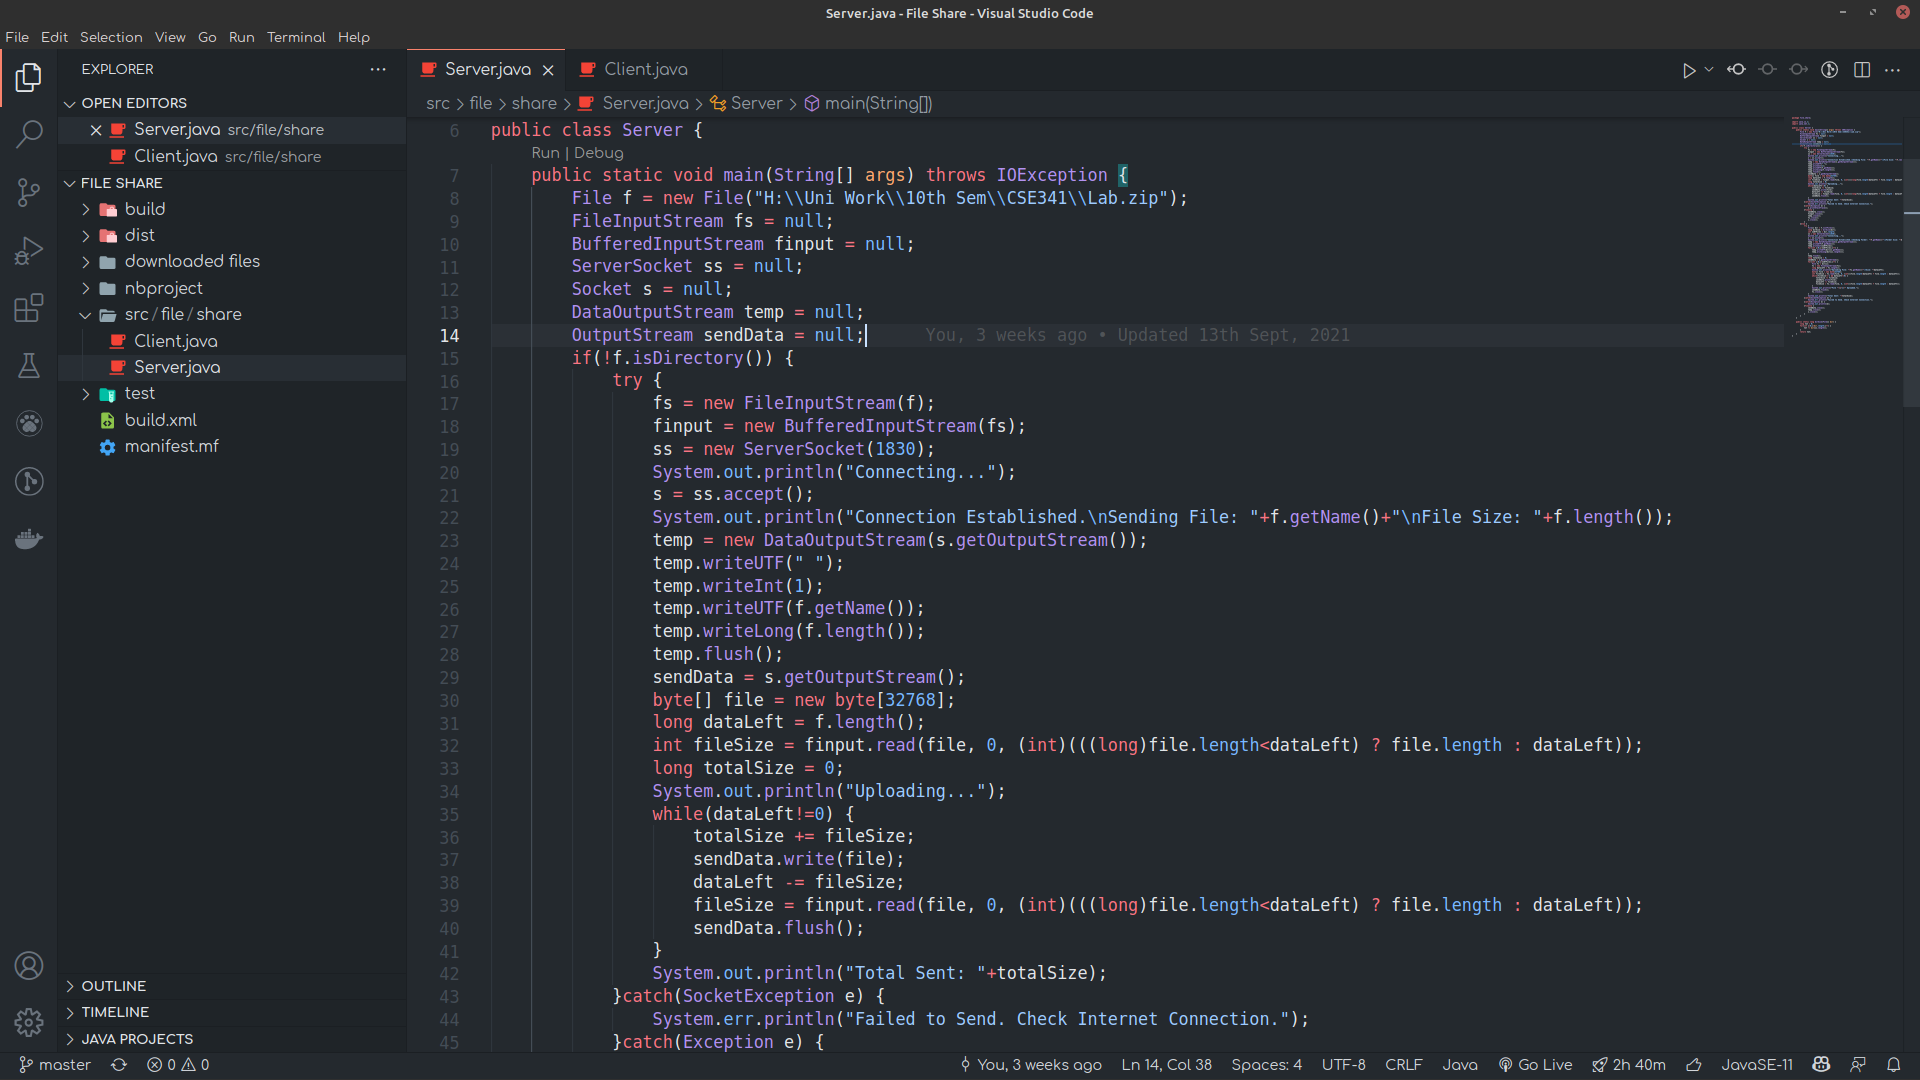 Server.java - File Share - Visual Studio Code
File Edit Selection View Go Run Terminal Help
EXPLORER
OPEN EDITORS
Server.java src/file/share
Client.java src/file/share
FILE SHARE
build
dist
downloaded files
nbproject
src / file / share
Client.java
Server.java
test
build.xml
manifest.mf
OUTLINE
TIMELINE
JAVA PROJECTS
Server.java Client.java
src > file > share > Server.java > Server > main(String[])
6 public class Server {
Run | Debug
7 public static void main(String[] args) throws IOException {
8 File f = new File("H:\\Uni Work\\10th Sem\\CSE341\\Lab.zip");
9 FileInputStream fs = null;
10 BufferedInputStream finput = null;
11 ServerSocket ss = null;
12 Socket s = null;
13 DataOutputStream temp = null;
14 OutputStream sendData = null; You, 3 weeks ago • Updated 13th Sept, 2021
15 if(!f.isDirectory()) {
16 try {
17 fs = new FileInputStream(f);
18 finput = new BufferedInputStream(fs);
19 ss = new ServerSocket(1830);
20 System.out.println("Connecting...");
21 s = ss.accept();
22 System.out.println("Connection Established.\nSending File: "+f.getName()+"\nFile Size: "+f.length());
23 temp = new DataOutputStream(s.getOutputStream());
24 temp.writeUTF(" ");
25 temp.writeInt(1);
26 temp.writeUTF(f.getName());
27 temp.writeLong(f.length());
28 temp.flush();
29 sendData = s.getOutputStream();
30 byte[] file = new byte[32768];
31 long dataLeft = f.length();
32 int fileSize = finput.read(file, 0, (int)(((long)file.length<dataLeft) ? file.length : dataLeft));
33 long totalSize = 0;
34 System.out.println("Uploading...");
35 while(dataLeft!=0) {
36 totalSize += fileSize;
37 sendData.write(file);
38 dataLeft -= fileSize;
39 fileSize = finput.read(file, 0, (int)(((long)file.length<dataLeft) ? file.length : dataLeft));
40 sendData.flush();
41 }
42 System.out.println("Total Sent: "+totalSize);
43 }catch(SocketException e) {
44 System.err.println("Failed to Send. Check Internet Connection.");
45 }catch(Exception e) {
master 0 0 You, 3 weeks ago Ln 14, Col 38 Spaces: 4 UTF-8 CRLF Java Go Live 2h 40m JavaSE-11